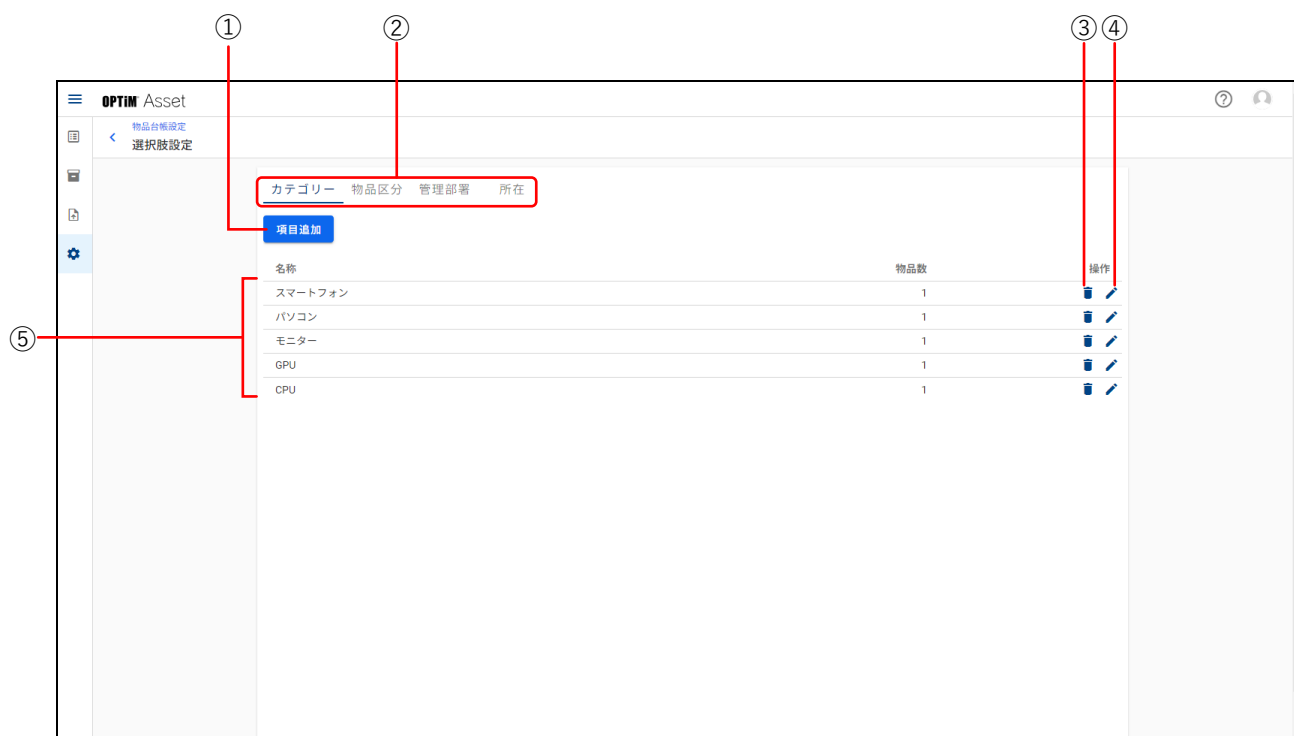 ① ② ③ ④
OPTiM Asset
物品台帳設定
選択肢設定
カテゴリー 物品区分 管理部署 所在
項目追加
名称 物品数 操作
スマートフォン 1
パソコン 1
⑤
モニター 1
GPU 1
CPU 1